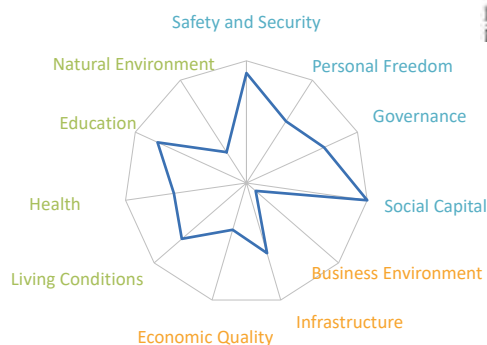 Safety and Security
Natural Environment
Personal Freedom
Education
Governance
Health
Social Capital
Living Conditions
Business Environment
Economic Quality
Infrastructure